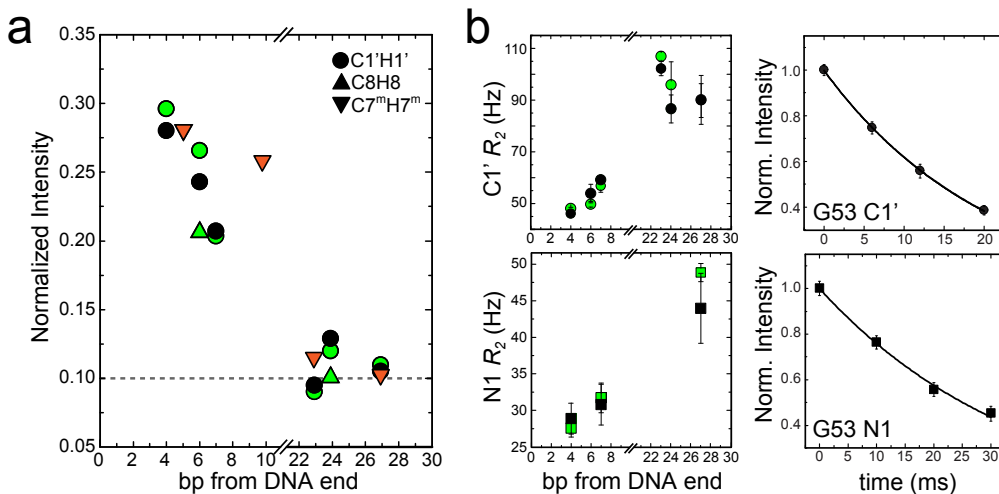 a
Normalized Intensity
0.35
0.30
0.25
0.20
0.15
0.10
0.05
0 2 4 6 8 10 22 24 26 28 30
bp from DNA end
C1'H1'
C8H8
C7ᵐH7ᵐ
b
C1' R₂ (Hz)
110
90
70
50
0 2 4 6 8 22 24 26 28 30
N1 R₂ (Hz)
50
45
40
35
30
25
0 2 4 6 8 22 24 26 28 30
bp from DNA end
Norm. Intensity
1.0
0.8
0.6
0.4
G53 C1'
0 5 10 15 20
Norm. Intensity
1.0
0.8
0.6
0.4
G53 N1
0 10 20 30
time (ms)